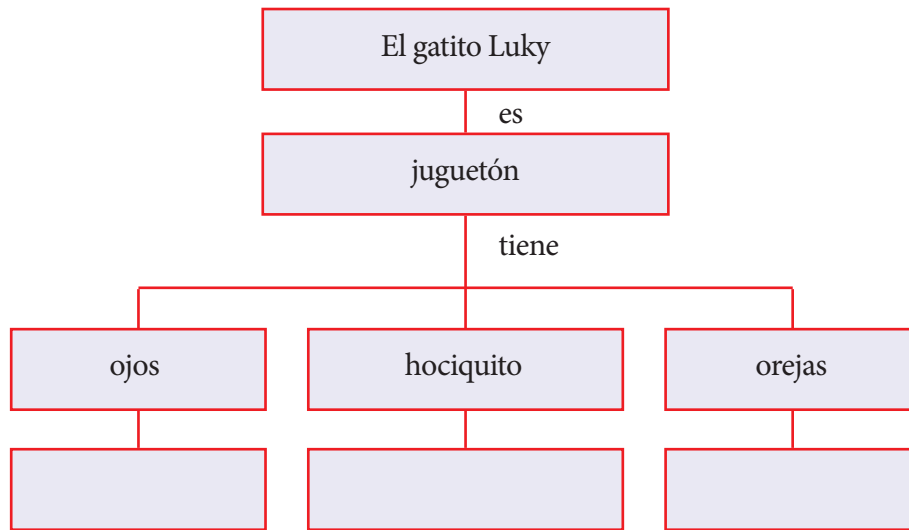 El gatito Luky
es
juguetón
tiene
ojos
hociquito
orejas